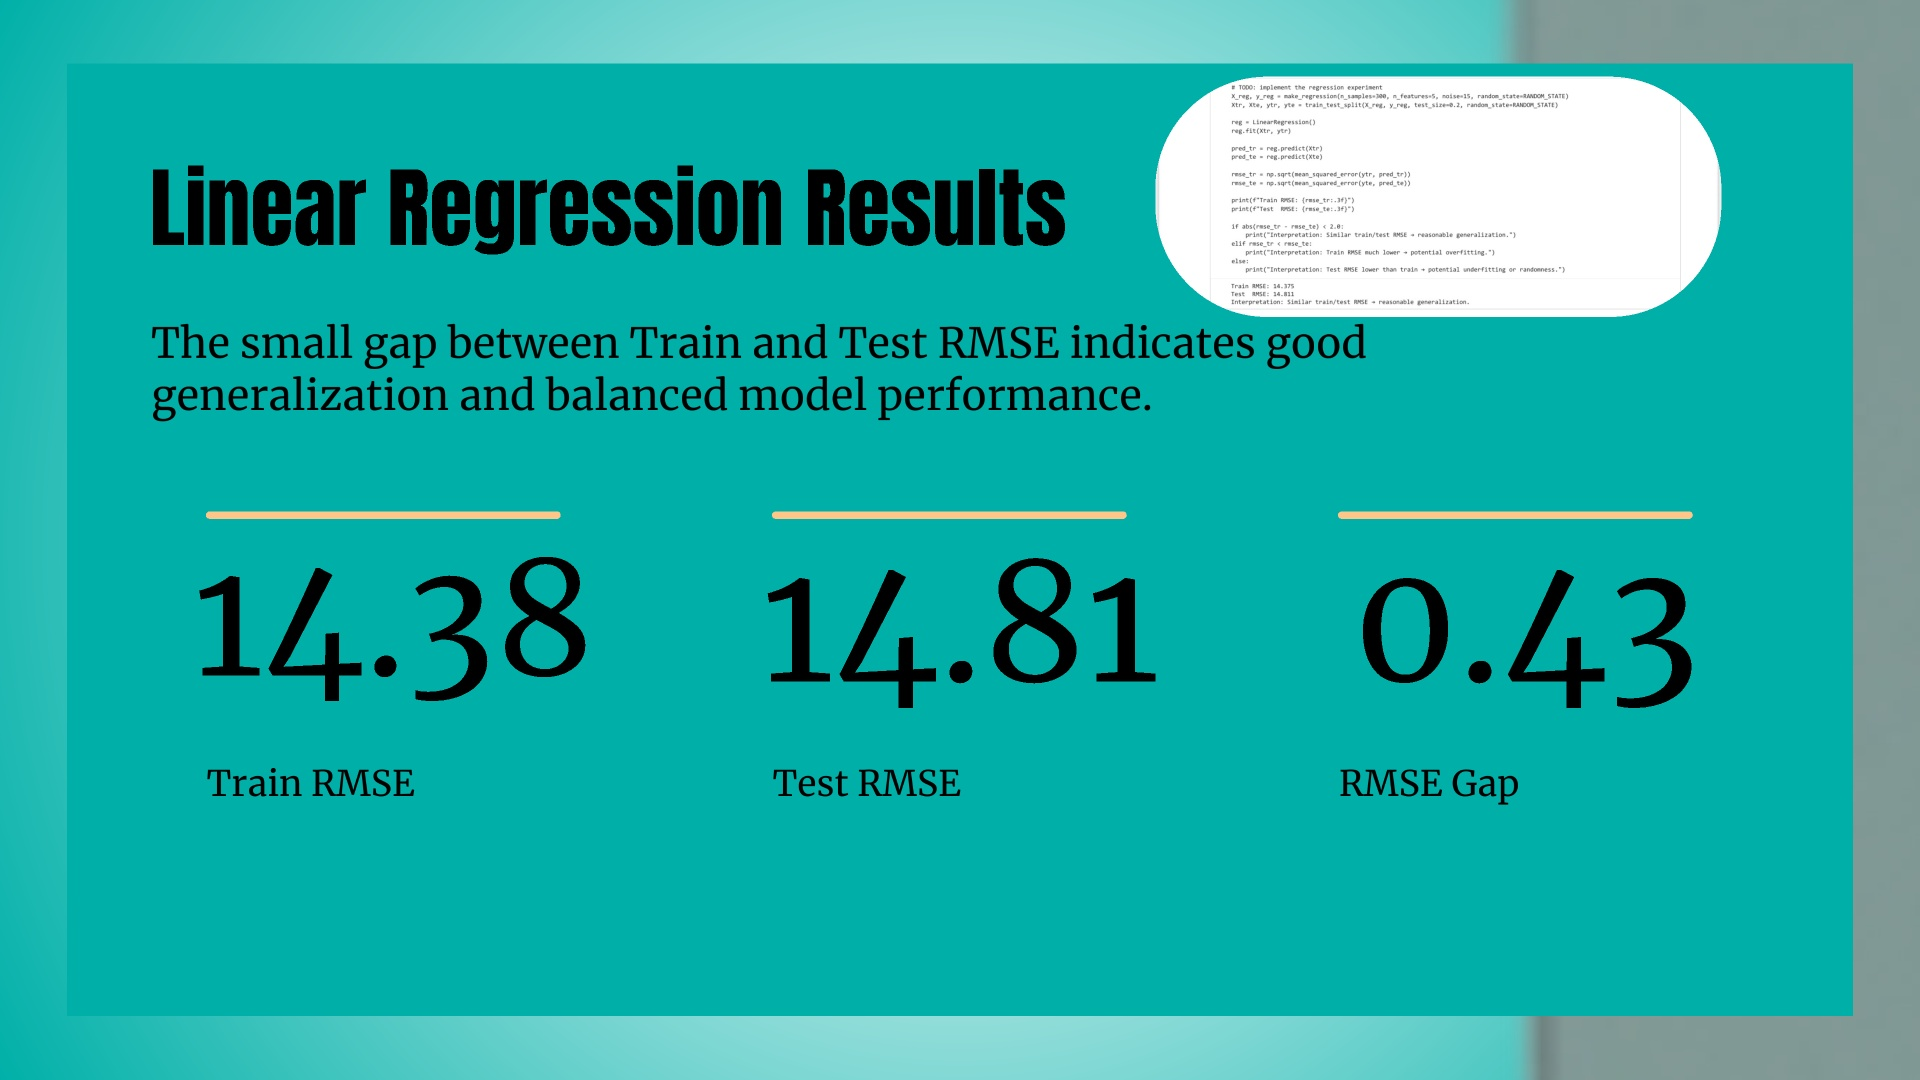 # TODO: implement the regression experiment
X_reg, y_reg = make_regression(n_samples=300, n_features=5, noise=15, random_state=RANDOM_STATE)
Xtr, Xte, ytr, yte = train_test_split(X_reg, y_reg, test_size=0.2, random_state=RANDOM_STATE)
reg = LinearRegression()
reg.fit(Xtr, ytr)
pred_tr = reg.predict(Xtr)
pred_te = reg.predict(Xte)
rmse_tr = np.sqrt(mean_squared_error(ytr, pred_tr))
rmse_te = np.sqrt(mean_squared_error(yte, pred_te))
print(f"Train RMSE: {rmse_tr:.3f}")
print(f"Test  RMSE: {rmse_te:.3f}")
if abs(rmse_tr - rmse_te) < 2.0:
    print("Interpretation: Similar train/test RMSE → reasonable generalization.")
elif rmse_tr < rmse_te:
    print("Interpretation: Train RMSE much lower → potential overfitting.")
else:
    print("Interpretation: Test RMSE lower than train → potential underfitting or randomness.")
Train RMSE: 14.375
Test  RMSE: 14.811
Interpretation: Similar train/test RMSE → reasonable generalization.
Linear Regression Results
The small gap between Train and Test RMSE indicates good
generalization and balanced model performance.
14.38
Train RMSE
14.81
Test RMSE
0.43
RMSE Gap